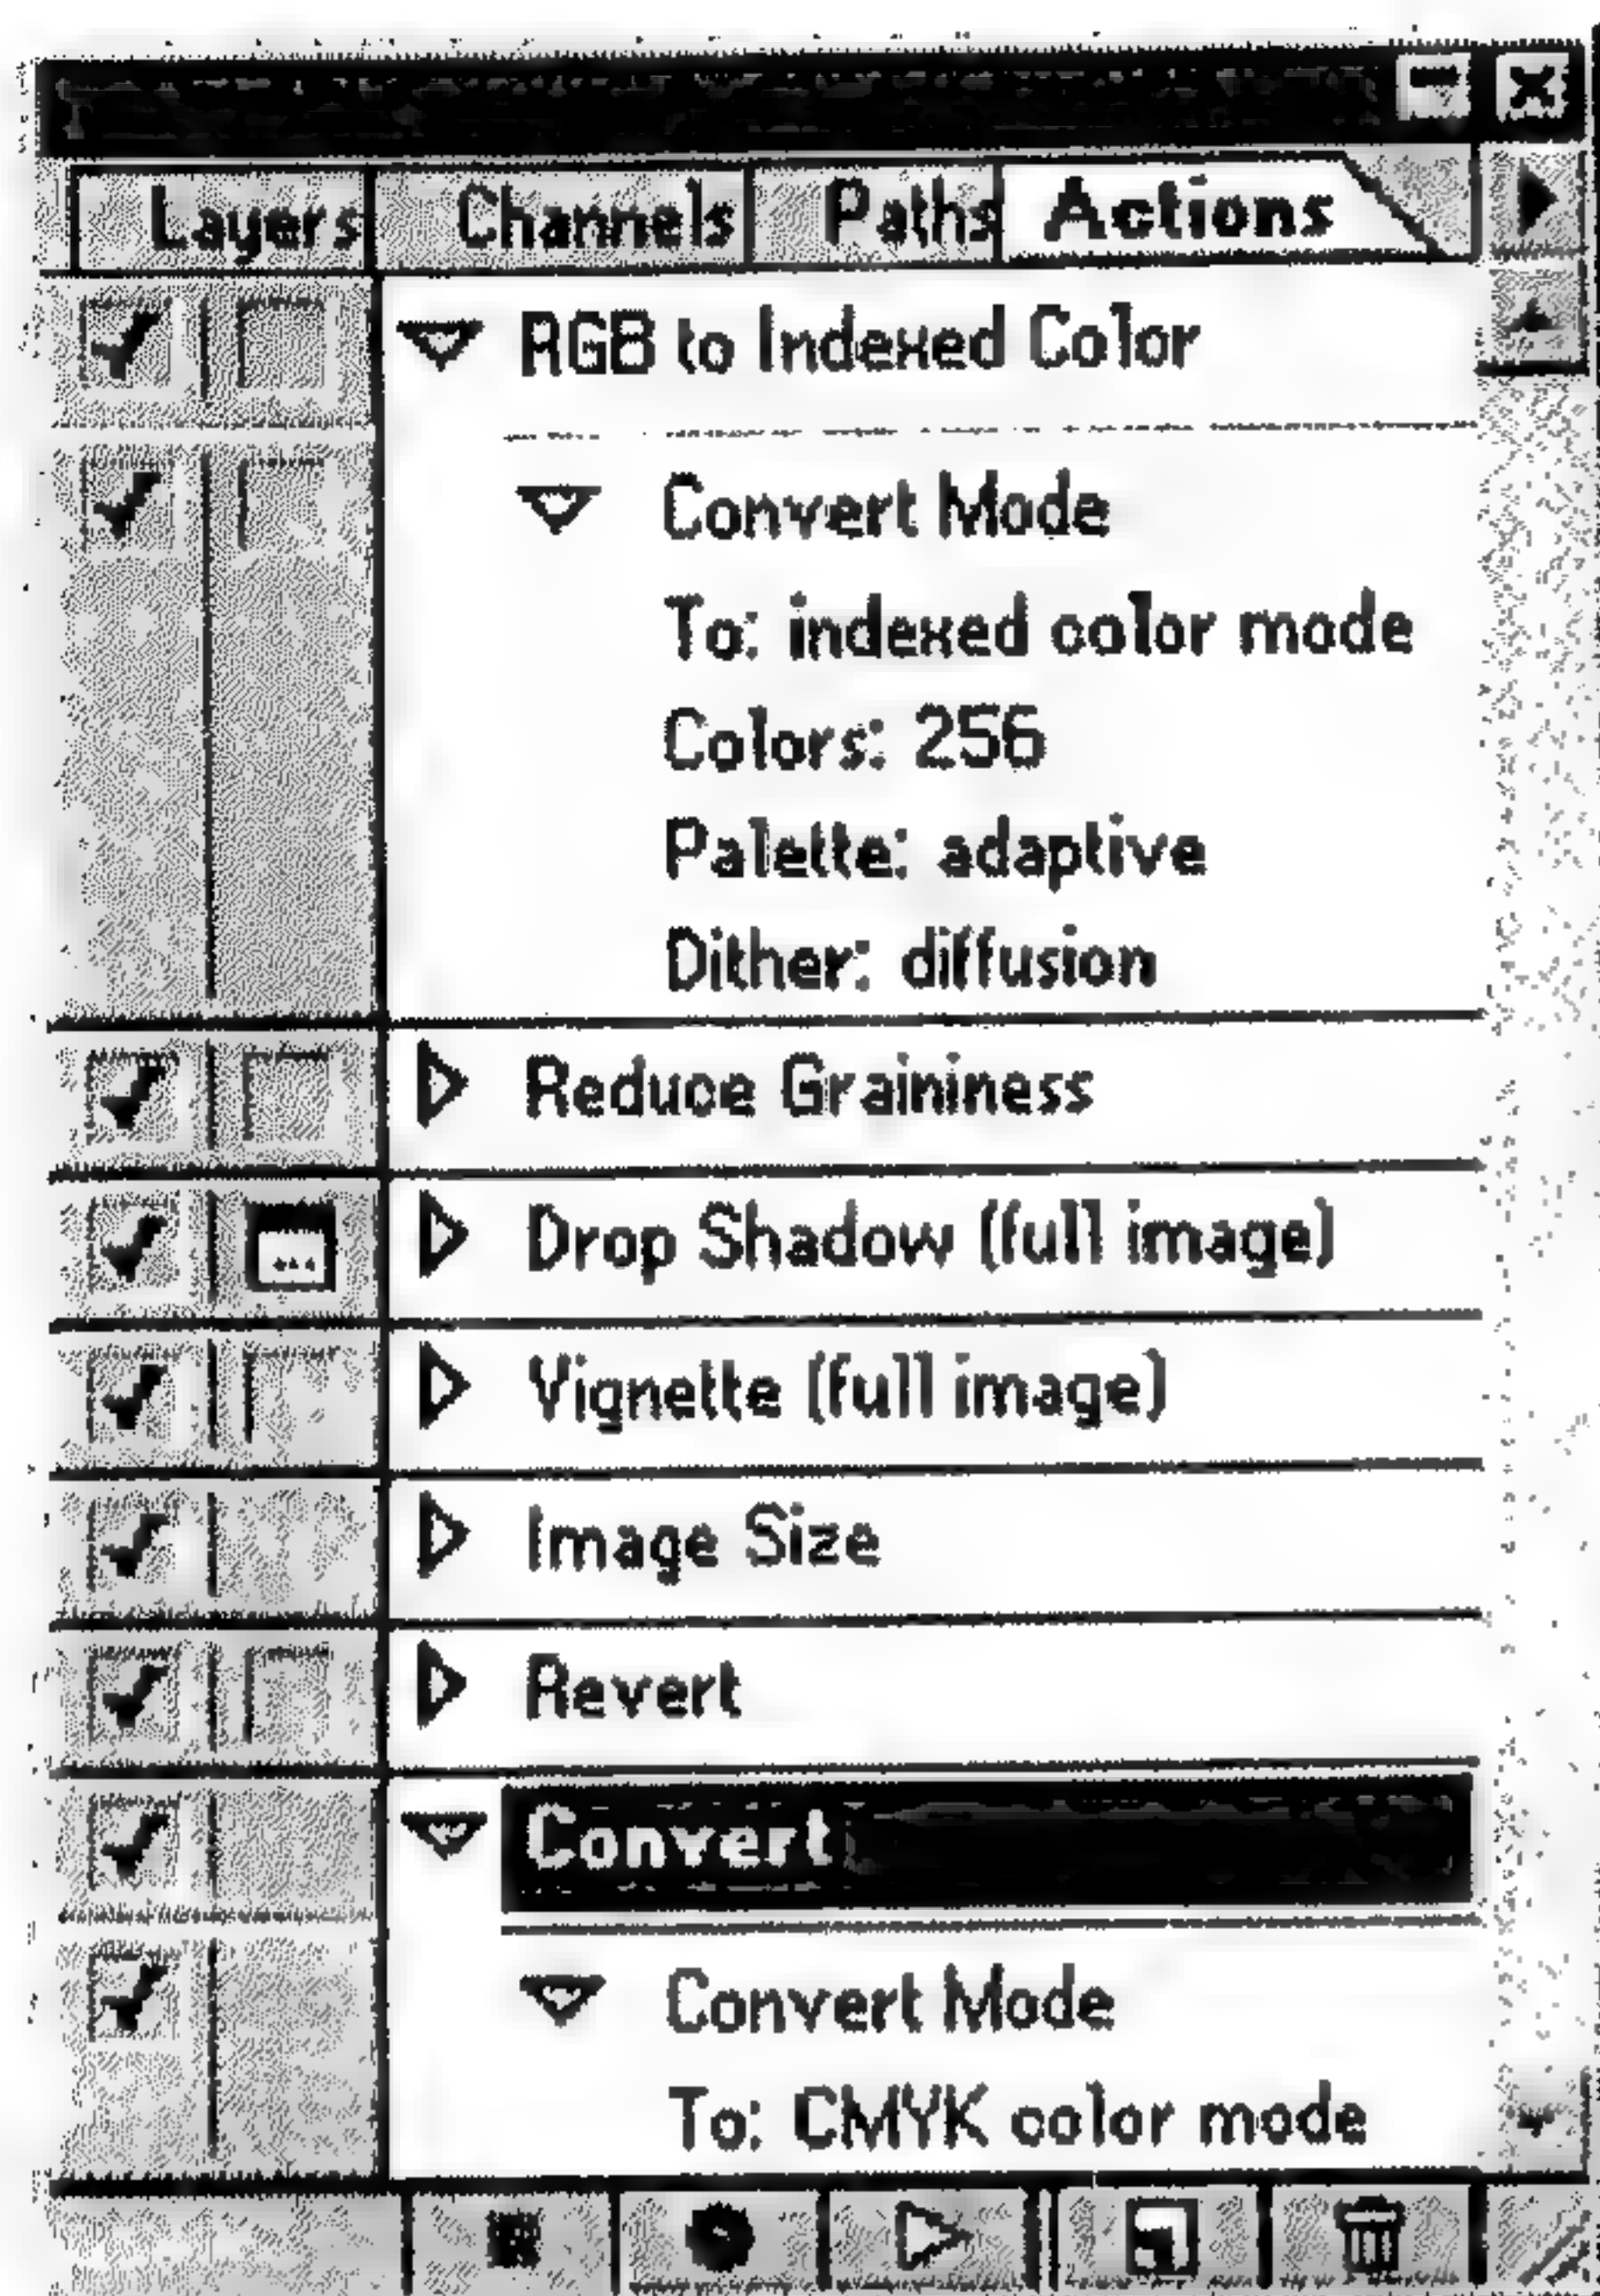 Layers Channels Paths Actions
RGB to Indexed Color
Convert Mode
To: indexed color mode
Colors: 256
Palette: adaptive
Dither: diffusion
Reduce Graininess
Drop Shadow (full image)
Vignette (full image)
Image Size
Revert
Convert
Convert Mode
To: CMYK color mode